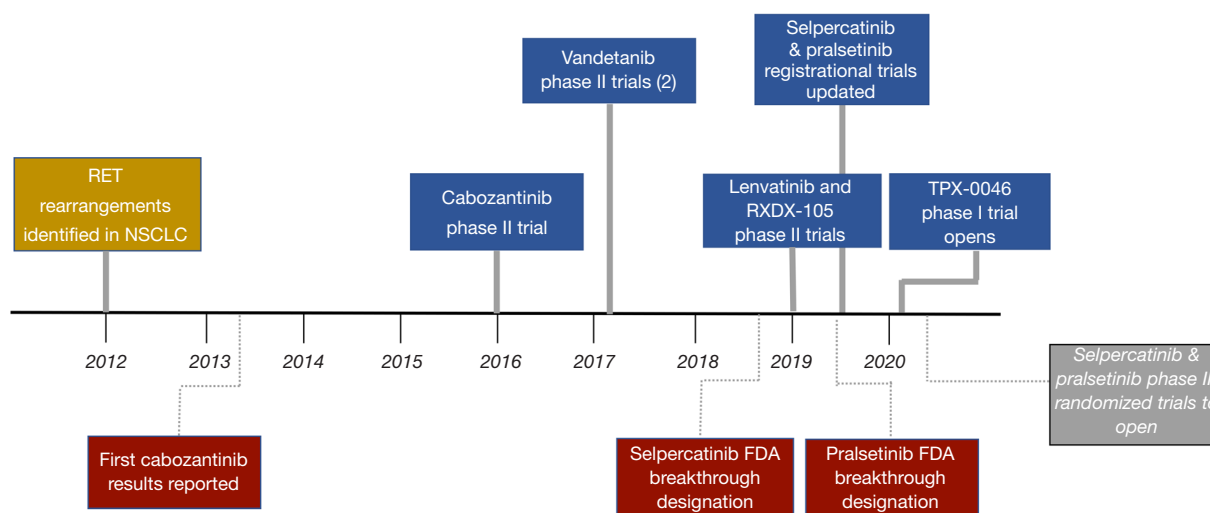 Selpercatinib
& pralsetinib
registrational trials
updated
Vandetanib
phase II trials (2)
RET
rearrangements
identified in NSCLC
Cabozantinib
phase II trial
Lenvatinib and
RXDX-105
phase II trials
TPX-0046
phase I trial
opens
2012
2013
2014
2015
2016
2017
2018
2019
2020
Selpercatinib &
pralsetinib phase
randomized trials
open
First cabozantinib
results reported
Selpercatinib FDA
breakthrough
designation
Pralsetinib FDA
breakthrough
designation